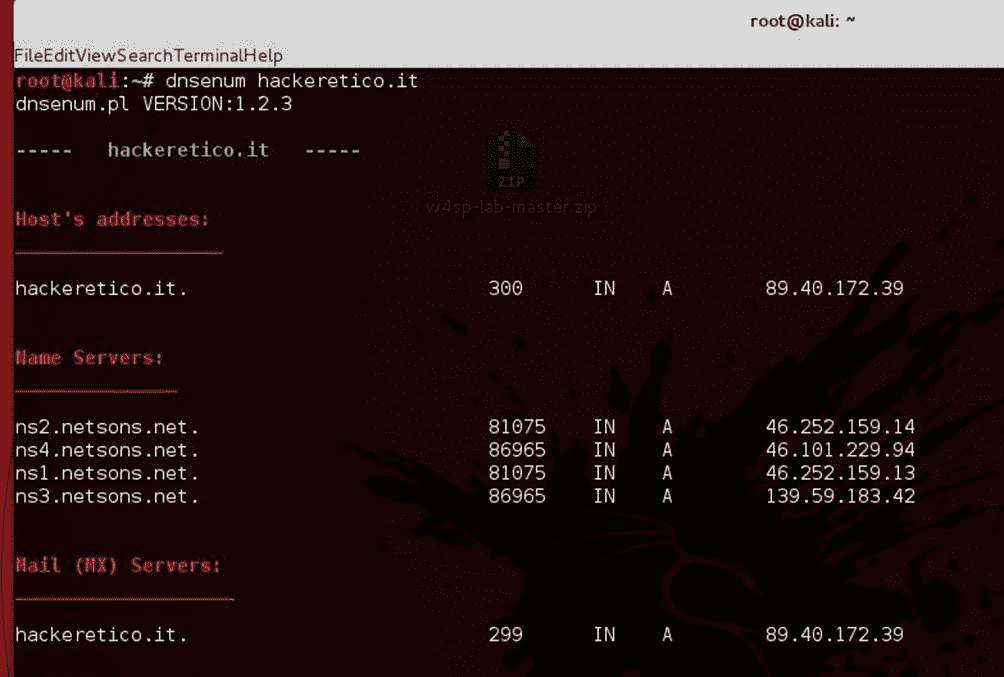 root@kali: ~
FileEditViewSearchTerminalHelp
root@kali:~# dnsenum hackeretico.it
dnsenum.pl VERSION:1.2.3
----- hackeretico.it -----
ZIP
w4sp-lab-master.zip
Host's addresses:
hackeretico.it. 300 IN A 89.40.172.39
Name Servers:
ns2.netsons.net. 81075 IN A 46.252.159.14
ns4.netsons.net. 86965 IN A 46.101.229.94
ns1.netsons.net. 81075 IN A 46.252.159.13
ns3.netsons.net. 86965 IN A 139.59.183.42
Mail (MX) Servers:
hackeretico.it. 299 IN A 89.40.172.39